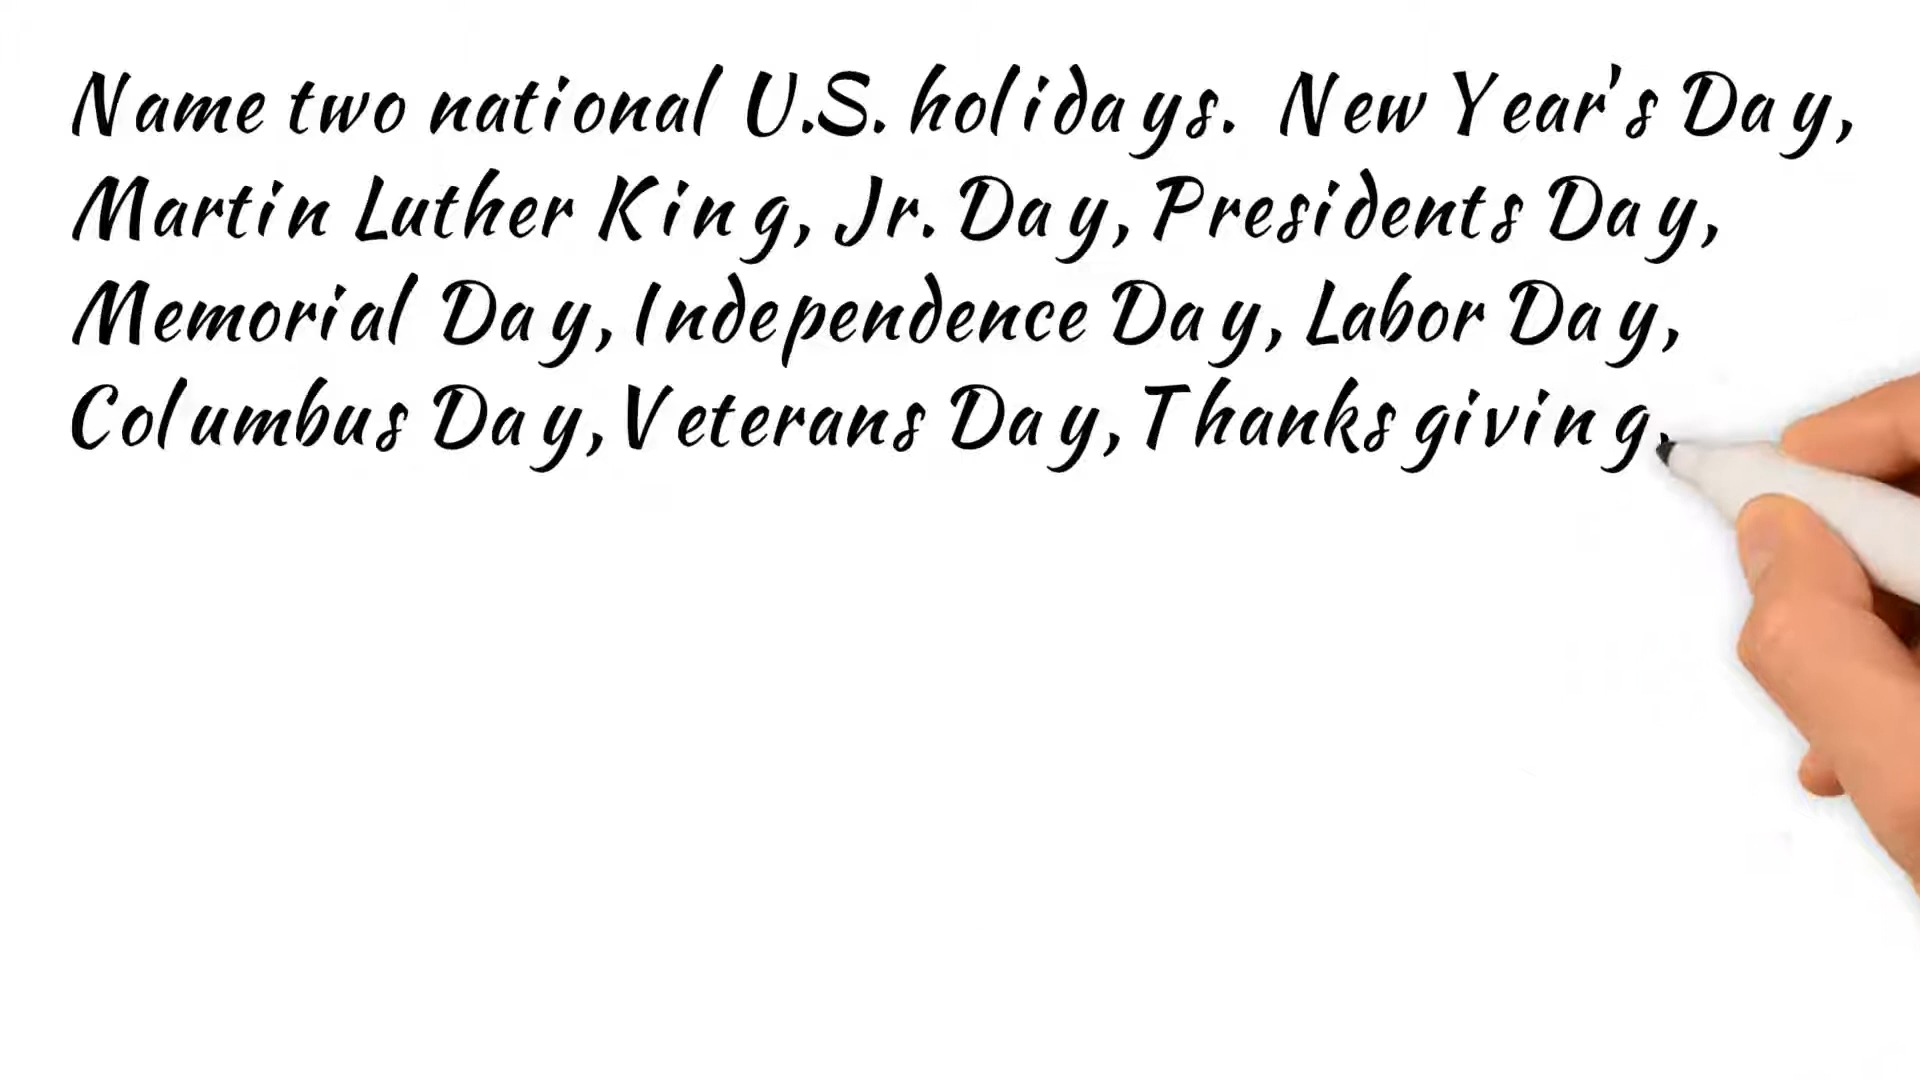 Name two national U.S. holidays. New Year's Day,
Martin Luther King, Jr. Day, Presidents Day,
Memorial Day, Independence Day, Labor Day,
Columbus Day, Veterans Day, Thanksgiving,